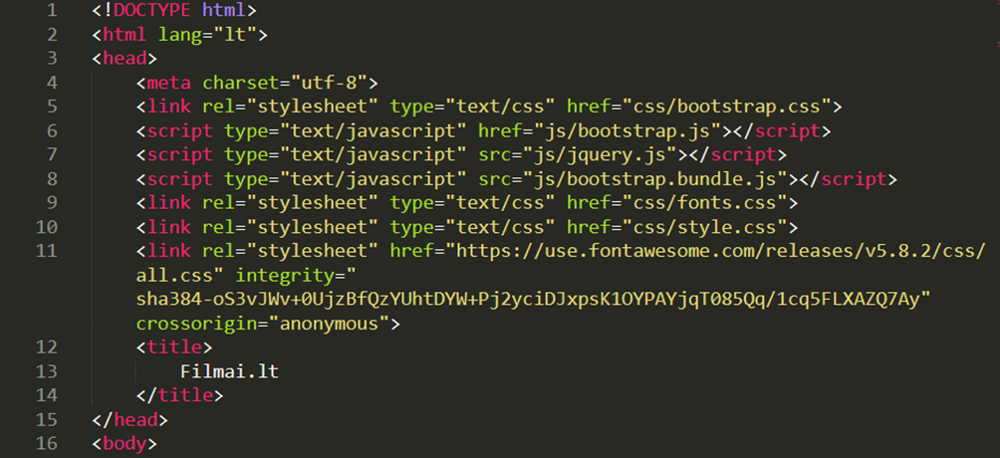 1 <!DOCTYPE html>
2 <html lang="lt">
3 <head>
4 <meta charset="utf-8">
5 <link rel="stylesheet" type="text/css" href="css/bootstrap.css">
6 <script type="text/javascript" href="js/bootstrap.js"></script>
7 <script type="text/javascript" src="js/jquery.js"></script>
8 <script type="text/javascript" src="js/bootstrap.bundle.js"></script>
9 <link rel="stylesheet" type="text/css" href="css/fonts.css">
10 <link rel="stylesheet" type="text/css" href="css/style.css">
11 <link rel="stylesheet" href="https://use.fontawesome.com/releases/v5.8.2/css/
all.css" integrity="
sha384-oS3vJWv+0UjzBfQzYUhtDYW+Pj2yciDJxpsK1OYPAYjqT085Qq/1cq5FLXAZQ7Ay"
crossorigin="anonymous">
12 <title>
13 Filmai.lt
14 </title>
15 </head>
16 <body>